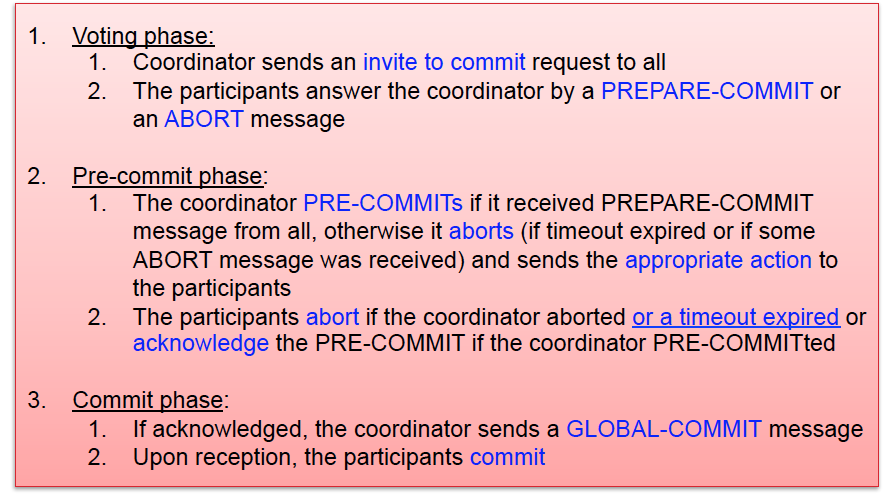 1. Voting phase:
1. Coordinator sends an invite to commit request to all
2. The participants answer the coordinator by a PREPARE-COMMIT or
an ABORT message
2. Pre-commit phase:
1. The coordinator PRE-COMMITs if it received PREPARE-COMMIT
message from all, otherwise it aborts (if timeout expired or if some
ABORT message was received) and sends the appropriate action to
the participants
2. The participants abort if the coordinator aborted or a timeout expired or
acknowledge the PRE-COMMIT if the coordinator PRE-COMMITted
3. Commit phase:
1. If acknowledged, the coordinator sends a GLOBAL-COMMIT message
2. Upon reception, the participants commit